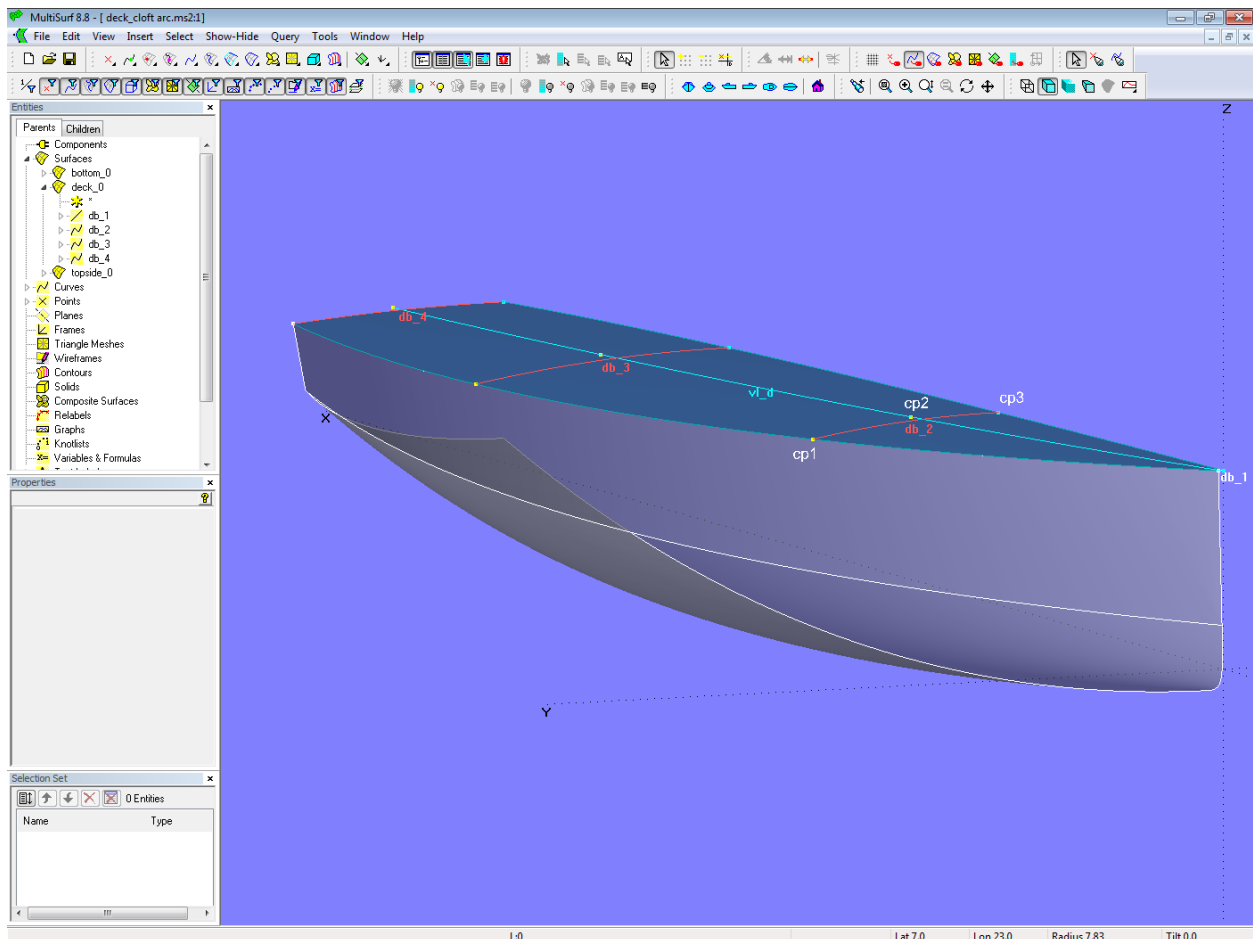 MultiSurf 8.8 - [ deck_cloft arc.ms2:1]
File Edit View Insert Select Show-Hide Query Tools Window Help
Entities
Parents Children
Components
Surfaces
bottom_0
deck_0
*
db_1
db_2
db_3
db_4
topside_0
Curves
Points
Planes
Frames
Triangle Meshes
Wireframes
Contours
Solids
Composite Surfaces
Relabels
Graphs
Knotlists
Variables & Formulas
Properties
Selection Set
0 Entities
Name Type
Z
db_4
db_3
vl_d
cp2
cp3
db_2
cp1
db_1
X
Y
L:0 Lat 7.0 Lon 23.0 Radius 7.83 Tilt 0.0